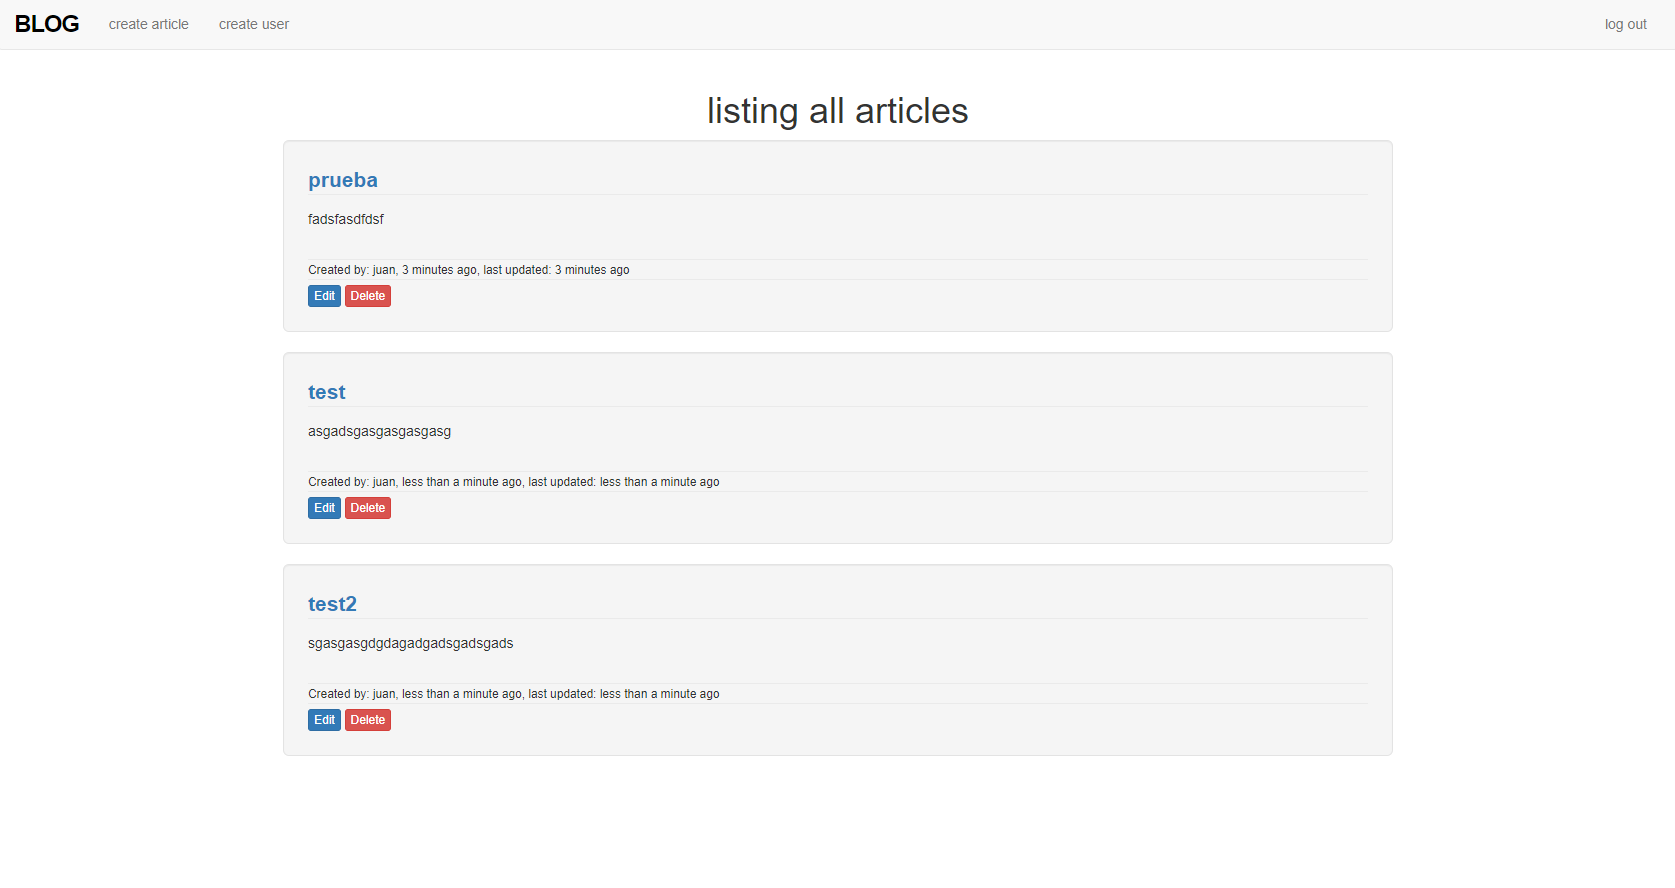 BLOG create article create user log out
listing all articles
prueba
fadsfasdfdsf
Created by: juan, 3 minutes ago, last updated: 3 minutes ago
Edit Delete
test
asgadsgasgasgasgasg
Created by: juan, less than a minute ago, last updated: less than a minute ago
Edit Delete
test2
sgasgasgdgdagadgadsgadsgads
Created by: juan, less than a minute ago, last updated: less than a minute ago
Edit Delete